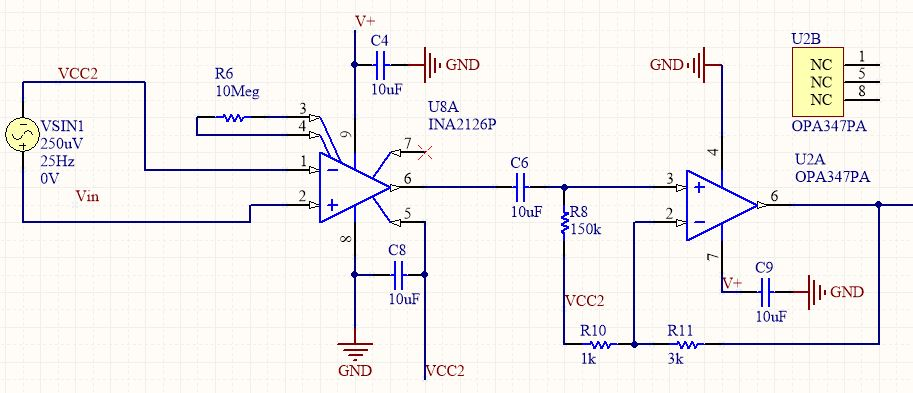 V+
C4
GND
10uF
VCC2
R6
10Meg
3
4
9
U8A
INA2126P
7
VSIN1
250uV
25Hz
0V
Vin
1
2
6
5
8
C8
10uF
GND
VCC2
C6
10uF
R8
150k
VCC2
R10
1k
R11
3k
GND
4
3
2
6
7
V+
C9
10uF
GND
U2B
NC 1
NC 5
NC 8
OPA347PA
U2A
OPA347PA